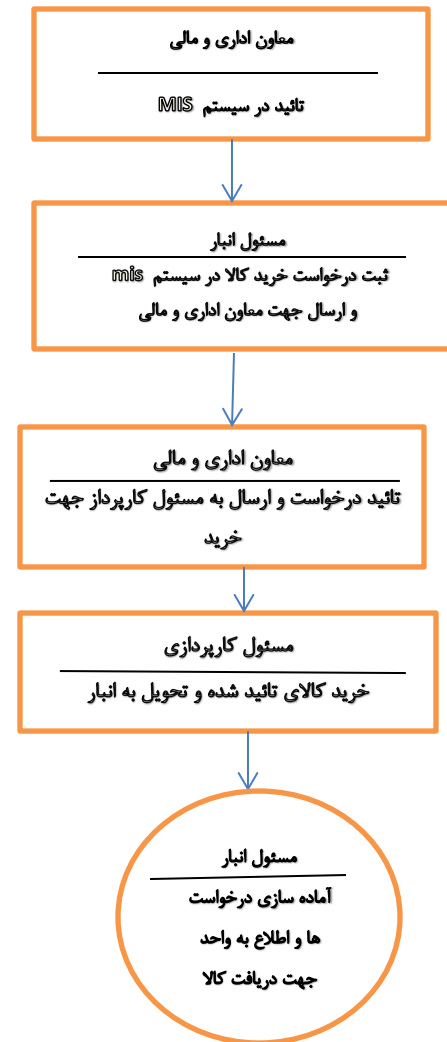 معاون اداری و مالی
تائید در سیستم MIS
مسئول انبار
ثبت درخواست خرید کالا در سیستم mis
و ارسال جهت معاون اداری و مالی
معاون اداری و مالی
تائید درخواست و ارسال به مسئول کارپرداز جهت
خرید
مسئول کارپردازی
خرید کالای تائید شده و تحویل به انبار
مسئول انبار
آماده سازی درخواست
ها و اطلاع به واحد
جهت دریافت کالا